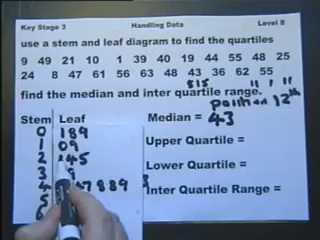 Key Stage 3 Handling Data Level 8
use a stem and leaf diagram to find the quartiles
9 49 21 10 1 39 40 19 44 55 48 25
24 8 47 61 56 63 48 43 36 62 55
find the median and inter quartile range.
position 12th
Stem Leaf Median = 43
0 189
1 09
2 145 Upper Quartile =
3 9 Lower Quartile =
4 7889 Inter Quartile Range =